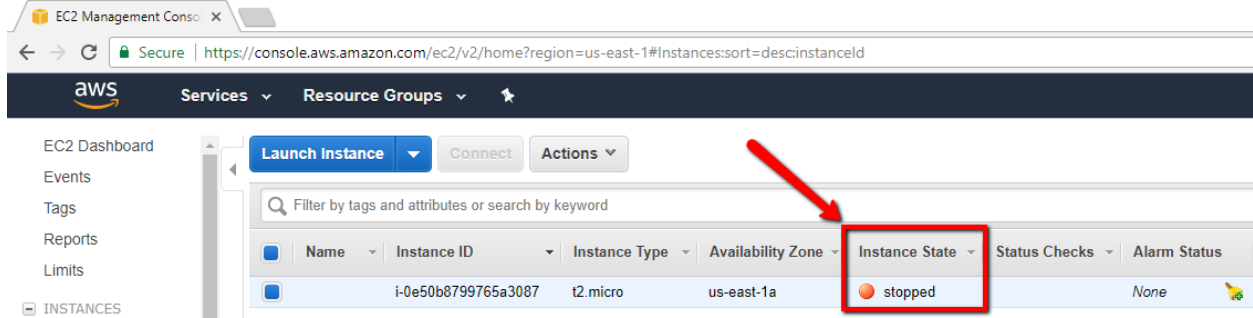 EC2 Management Conso
Secure https://console.aws.amazon.com/ec2/v2/home?region=us-east-1#Instances:sort=desc:instanceId
aws Services Resource Groups
EC2 Dashboard
Events
Tags
Reports
Limits
INSTANCES
Launch Instance Connect Actions
Filter by tags and attributes or search by keyword
Name Instance ID Instance Type Availability Zone Instance State Status Checks Alarm Status
i-0e50b8799765a3087 t2.micro us-east-1a stopped None